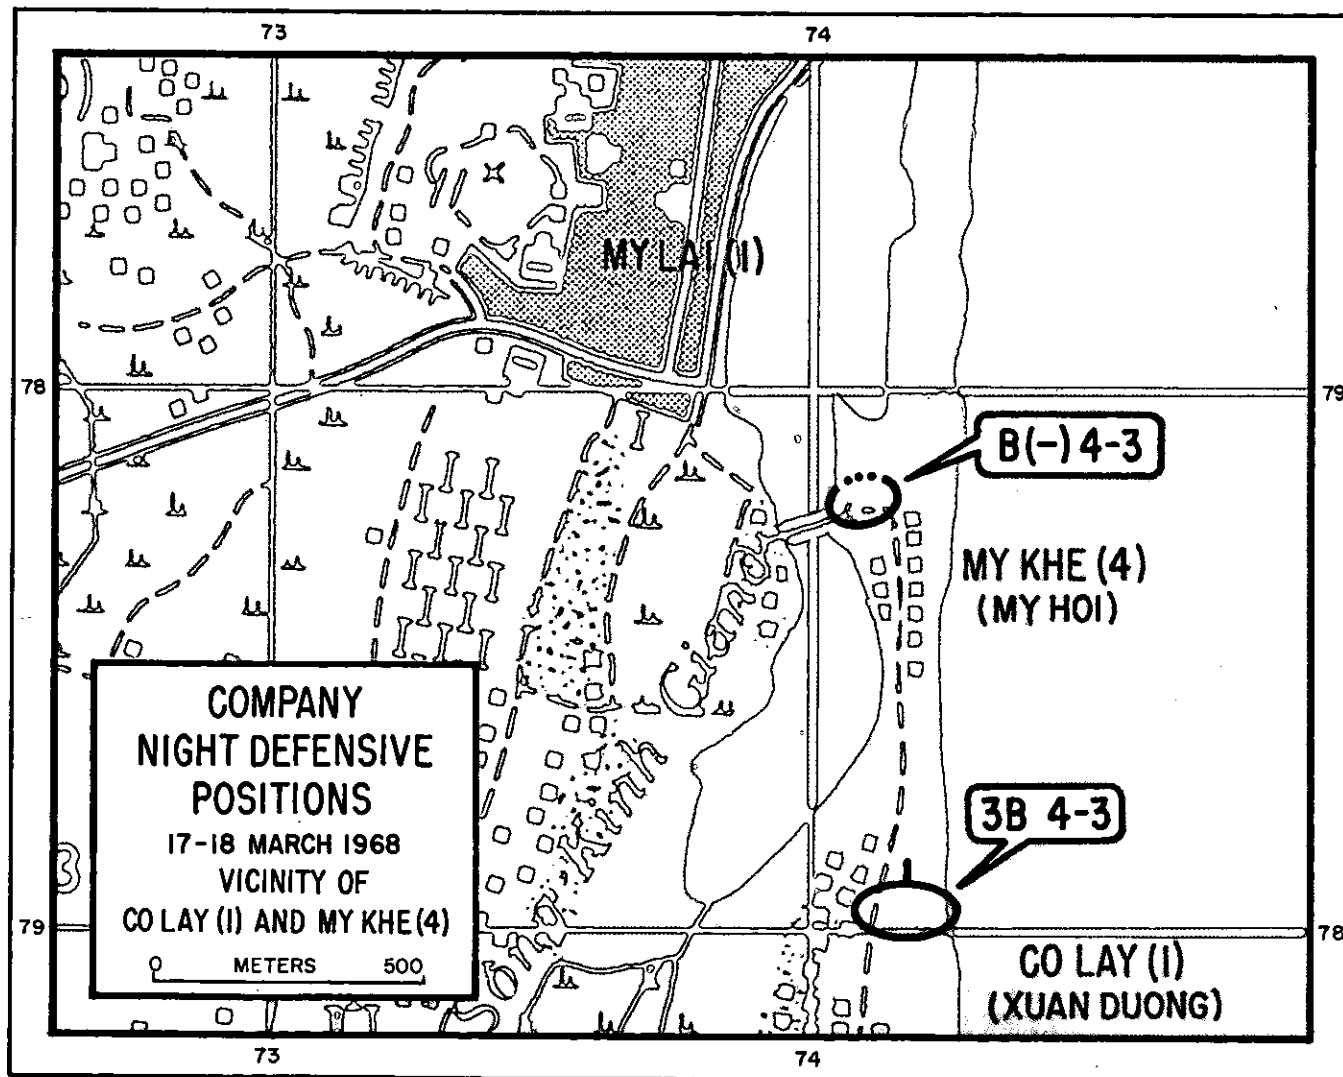 73 74
MY LAI (1)
78 79
B(-) 4-3
MY KHE (4)
(MY HOI)
Kinh Giang
COMPANY
NIGHT DEFENSIVE
POSITIONS
17-18 MARCH 1968
VICINITY OF
CO LAY (1) AND MY KHE (4)
0 METERS 500
3B 4-3
79 78
CO LAY (1)
(XUAN DUONG)
73 74